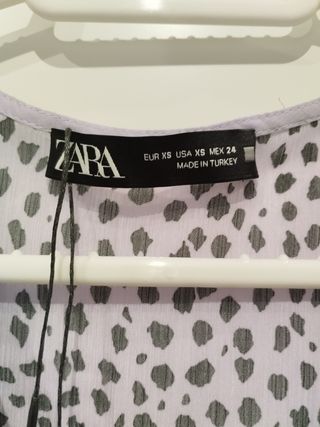 ZARA
EUR XS USA XS MEX 24
MADE IN TURKEY